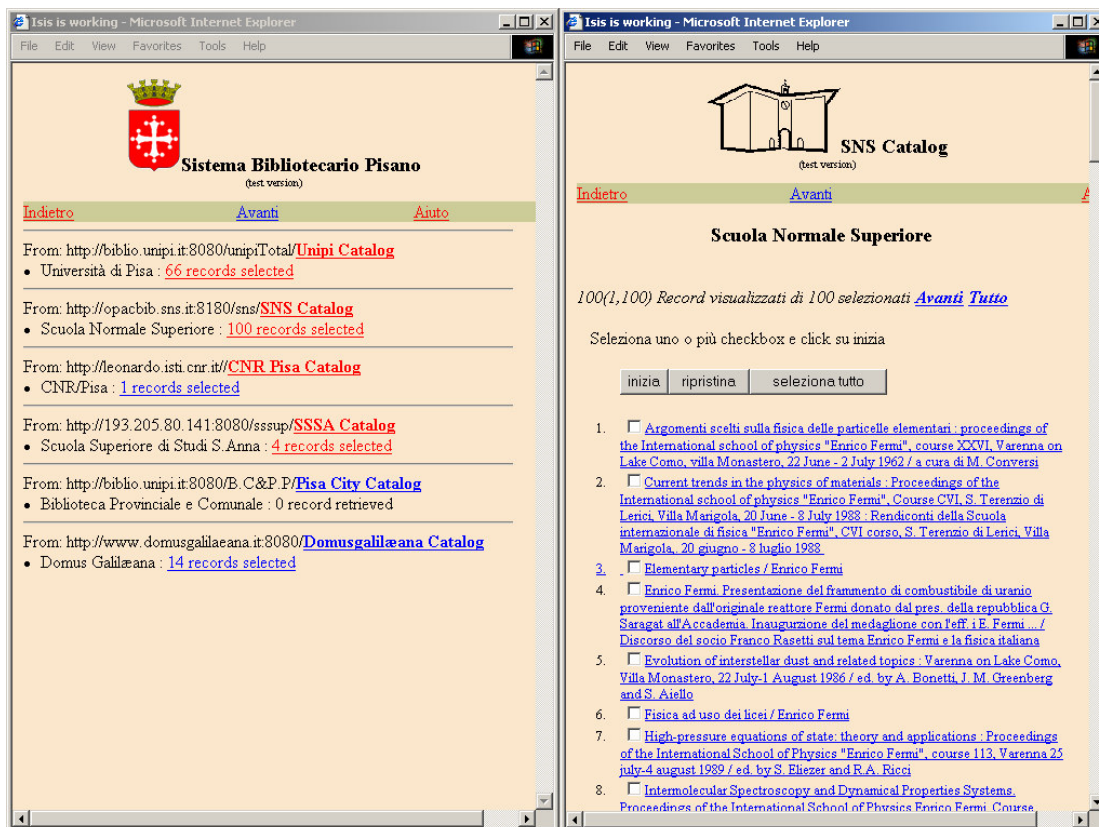 Isis is working - Microsoft Internet Explorer
File Edit View Favorites Tools Help
Sistema Bibliotecario Pisano
(test version)
Indietro Avanti Aiuto
From: http://biblio.unipi.it:8080/unipiTotal/Unipi Catalog
• Università di Pisa : 66 records selected
From: http://opacbib.sns.it:8180/sns/SNS Catalog
• Scuola Normale Superiore : 100 records selected
From: http://leonardo.isti.cnr.it//CNR Pisa Catalog
• CNR/Pisa : 1 records selected
From: http://193.205.80.141:8080/sssup/SSSA Catalog
• Scuola Superiore di Studi S.Anna : 4 records selected
From: http://biblio.unipi.it:8080/B.C&P.P/Pisa City Catalog
• Biblioteca Provinciale e Comunale : 0 record retrieved
From: http://www.domusgalilaeana.it:8080/Domusgalilæana Catalog
• Domus Galilæana : 14 records selected
Isis is working - Microsoft Internet Explorer
File Edit View Favorites Tools Help
SNS Catalog
(test version)
Indietro Avanti A
Scuola Normale Superiore
100(1,100) Record visualizzati di 100 selezionati Avanti Tutto
Seleziona uno o più checkbox e click su inizia
inizia ripristina seleziona tutto
1. Argomenti scelti sulla fisica delle particelle elementari : proceedings of
the International school of physics "Enrico Fermi", course XXVI, Varenna on
Lake Como, villa Monastero, 22 June - 2 July 1962 / a cura di M. Conversi
2. Current trends in the physics of materials : Proceedings of the
International school of physics "Enrico Fermi", Course CVI, S. Terenzio di
Lerici, Villa Marigola, 20 June - 8 July 1988 : Rendiconti della Scuola
internazionale di fisica "Enrico Fermi", CVI corso, S. Terenzio di Lerici, Villa
Marigola,. 20 giugno - 8 luglio 1988
3. Elementary particles / Enrico Fermi
4. Enrico Fermi. Presentazione del frammento di combustibile di uranio
proveniente dall'originale reattore Fermi donato dal pres. della repubblica G.
Saragat all'Accademia. Inaugurzione del medaglione con l'eff. i E. Fermi ... /
Discorso del socio Franco Rasetti sul tema Enrico Fermi e la fisica italiana
5. Evolution of interstellar dust and related topics : Varenna on Lake Como,
Villa Monastero, 22 July-1 August 1986 / ed. by A. Bonetti, J. M. Greenberg
and S. Aiello
6. Fisica ad uso dei licei / Enrico Fermi
7. High-pressure equations of state: theory and applications : Proceedings
of the International School of Physics "Enrico Fermi", course 113, Varenna 25
july-4 august 1989 / ed. by S. Eliezer and R.A. Ricci
8. Intermolecular Spectroscopy and Dynamical Properties Systems.
Proceedings of the International School of Physics Enrico Fermi. Course